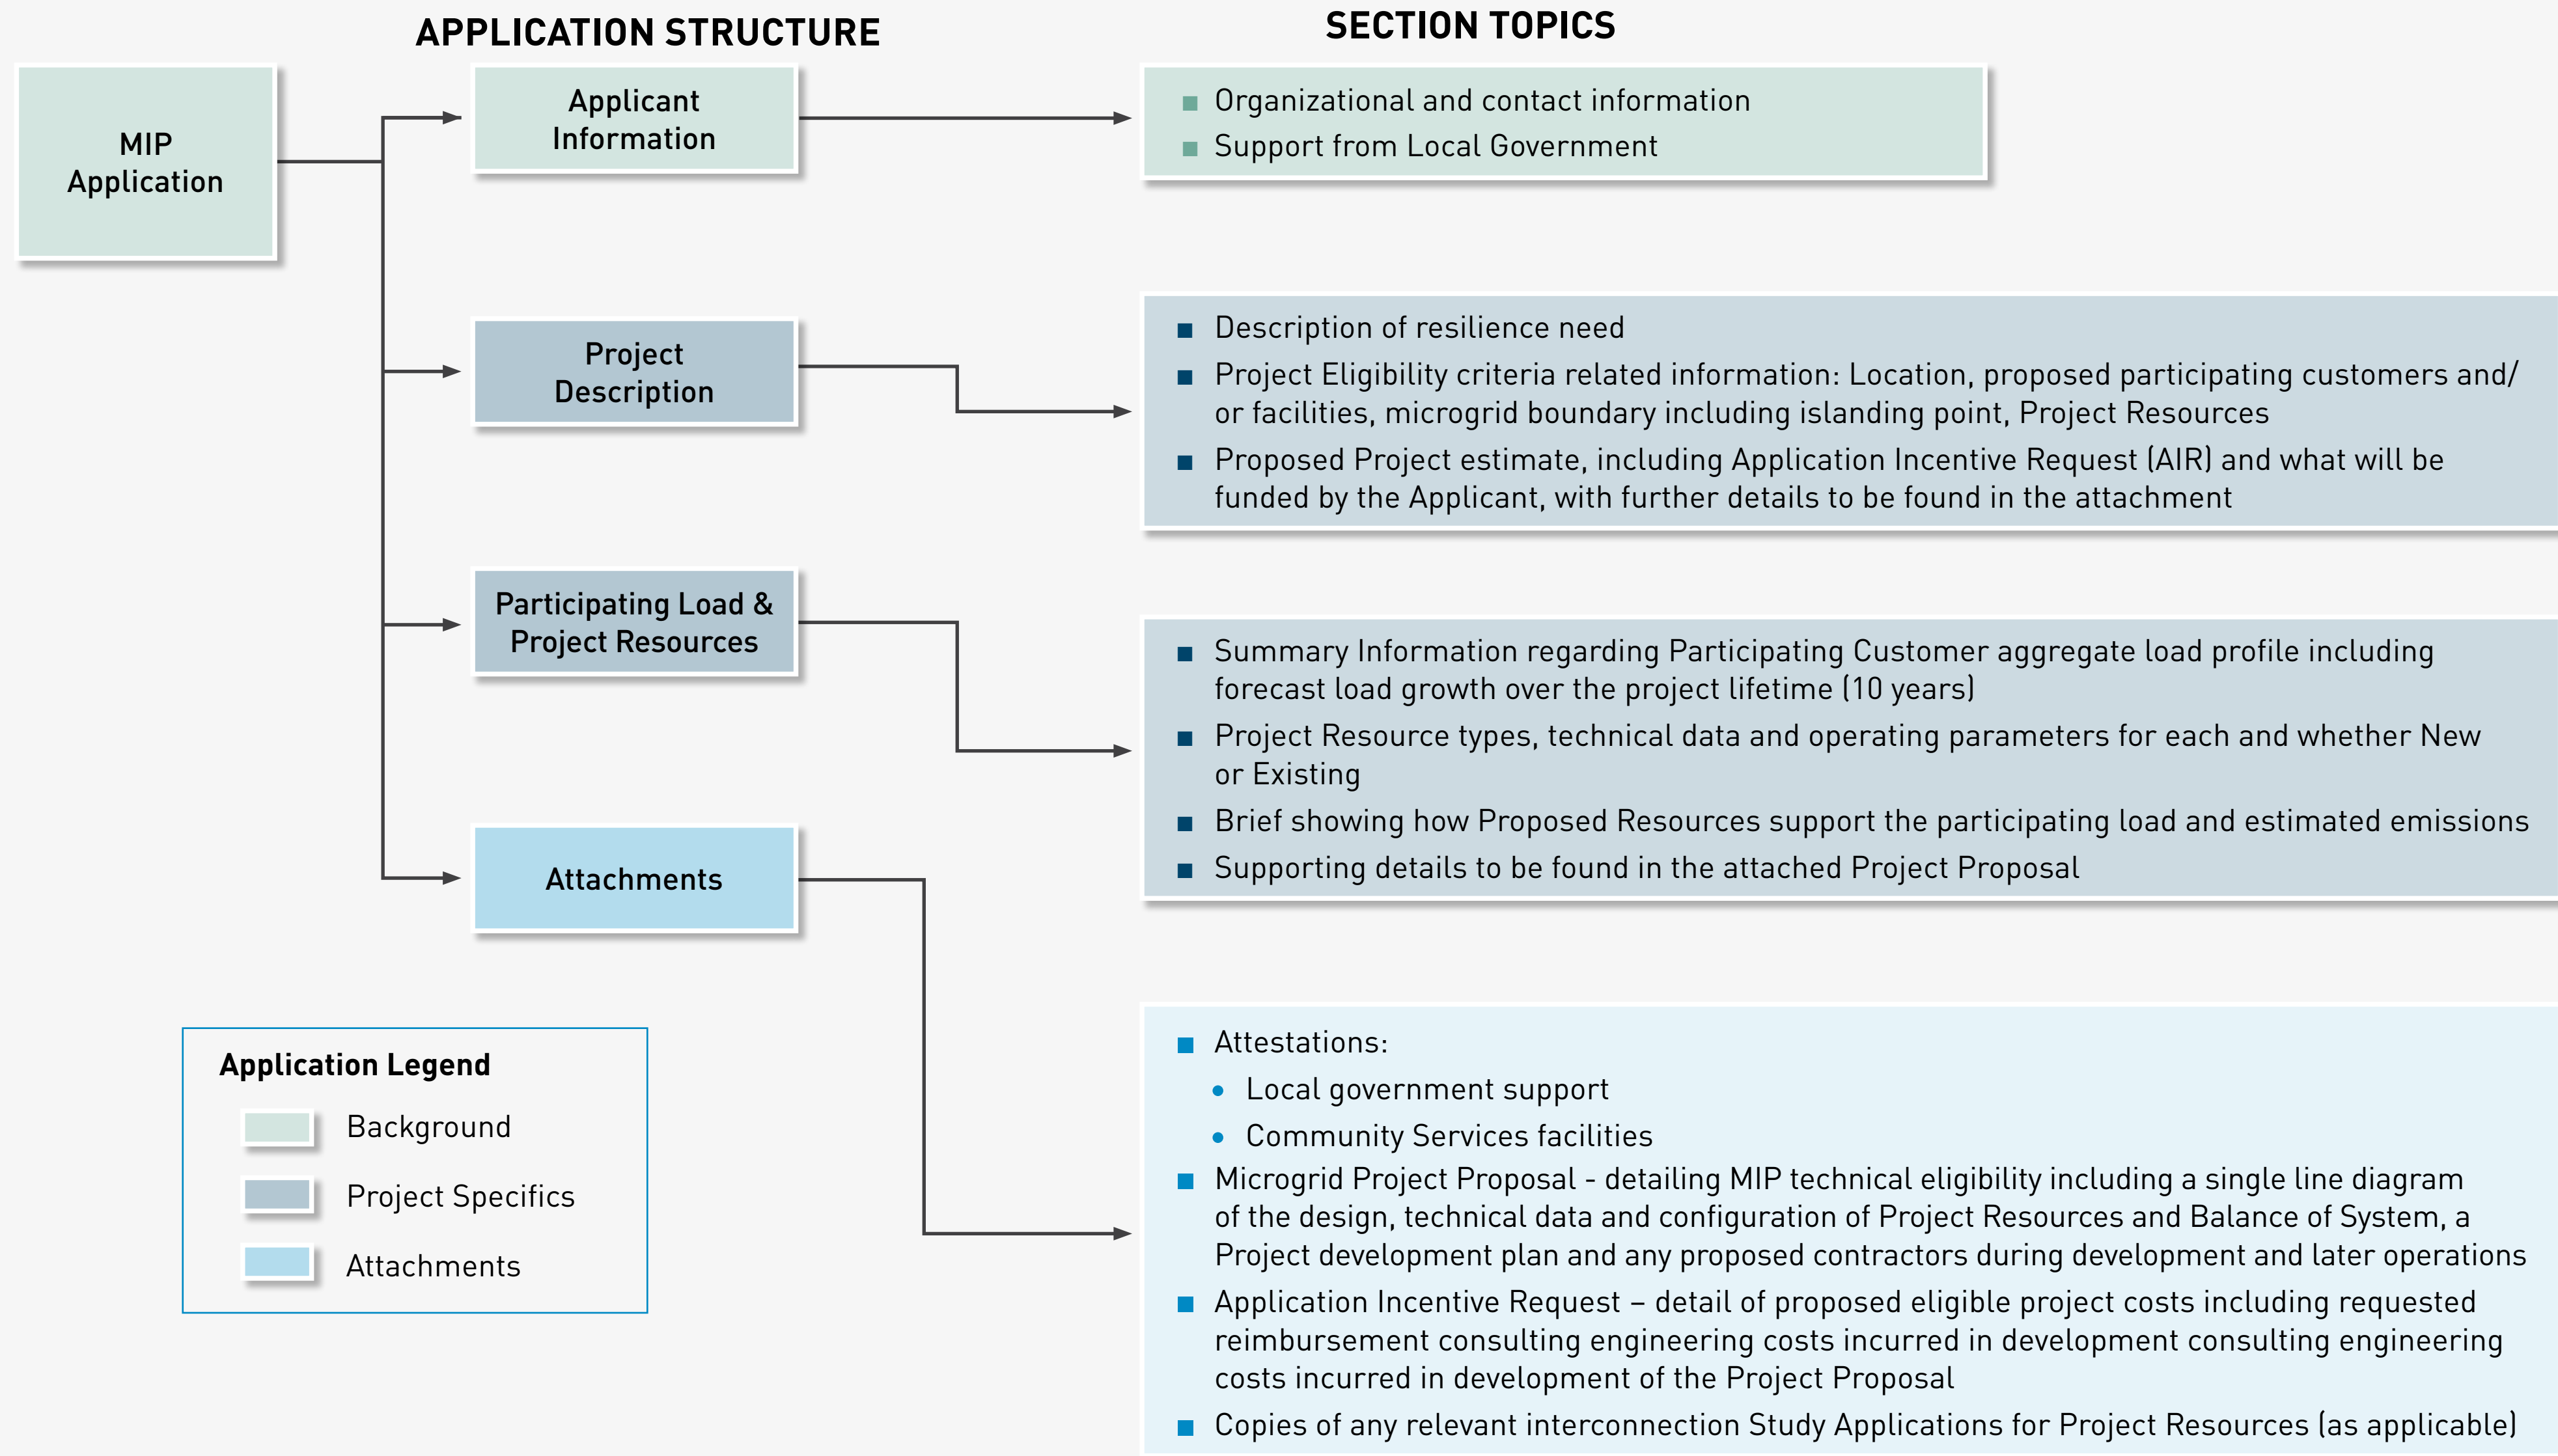 APPLICATION STRUCTURE
SECTION TOPICS
MIP
Application
Applicant
Information
Organizational and contact information
Support from Local Government
Project
Description
Description of resilience need
Project Eligibility criteria related information: Location, proposed participating customers and/
or facilities, microgrid boundary including islanding point, Project Resources
Proposed Project estimate, including Application Incentive Request (AIR) and what will be
funded by the Applicant, with further details to be found in the attachment
Participating Load &
Project Resources
Summary Information regarding Participating Customer aggregate load profile including
forecast load growth over the project lifetime (10 years)
Project Resource types, technical data and operating parameters for each and whether New
or Existing
Brief showing how Proposed Resources support the participating load and estimated emissions
Supporting details to be found in the attached Project Proposal
Attachments
Attestations:
Local government support
Community Services facilities
Microgrid Project Proposal - detailing MIP technical eligibility including a single line diagram
of the design, technical data and configuration of Project Resources and Balance of System, a
Project development plan and any proposed contractors during development and later operations
Application Incentive Request – detail of proposed eligible project costs including requested
reimbursement consulting engineering costs incurred in development consulting engineering
costs incurred in development of the Project Proposal
Copies of any relevant interconnection Study Applications for Project Resources (as applicable)
Application Legend
Background
Project Specifics
Attachments